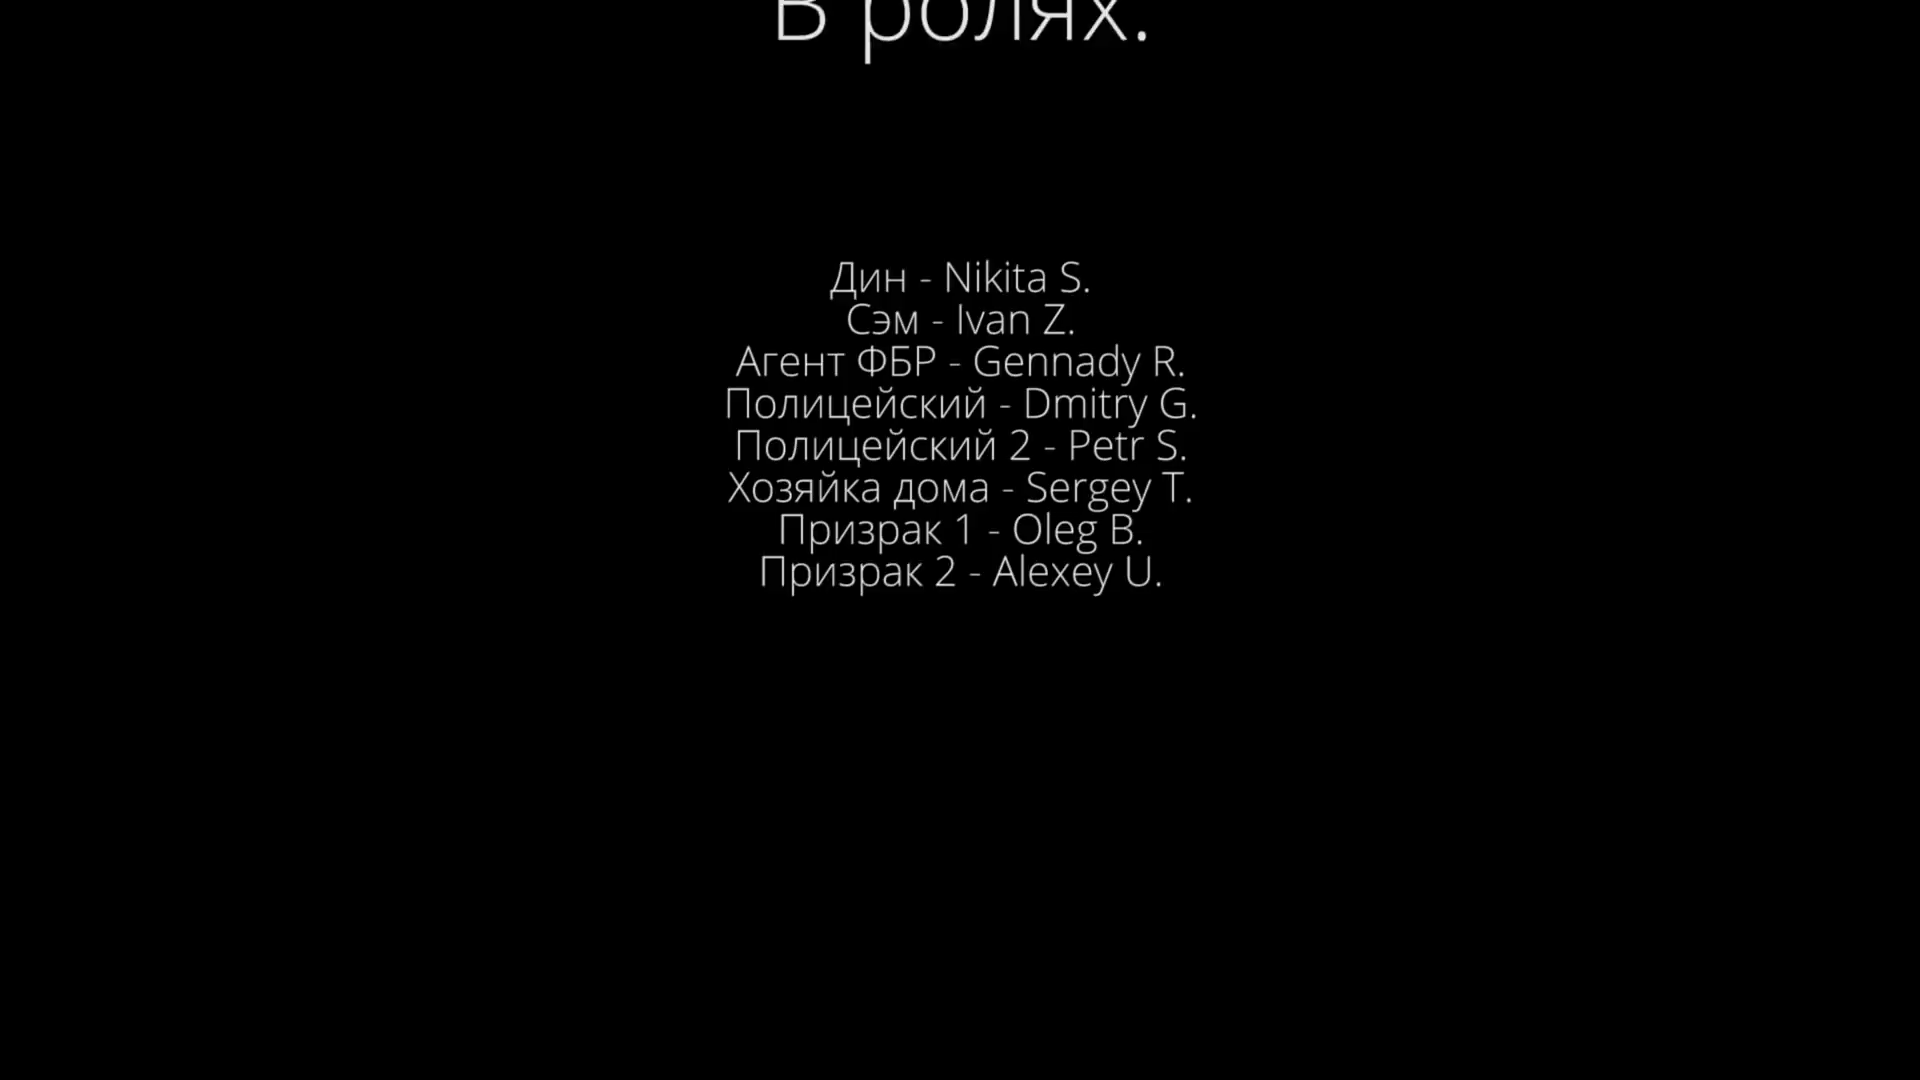 В ролях.
Дин - Nikita S.
Сэм - Ivan Z.
Агент ФБР - Gennady R.
Полицейский - Dmitry G.
Полицейский 2 - Petr S.
Хозяйка дома - Sergey T.
Призрак 1 - Oleg B.
Призрак 2 - Alexey U.